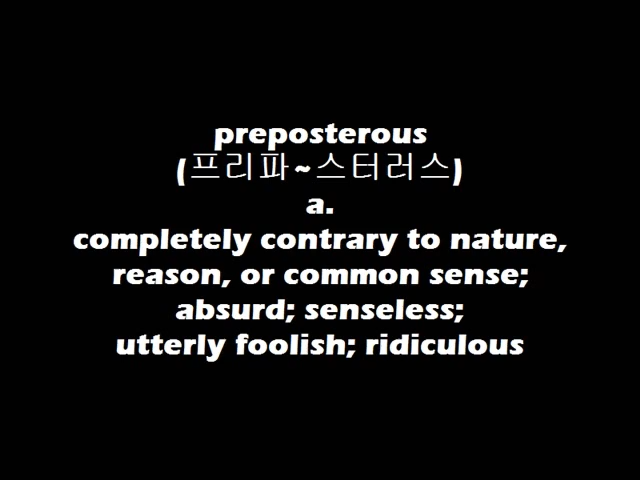 preposterous
(프리파~스터러스)
a.
completely contrary to nature,
reason, or common sense;
absurd; senseless;
utterly foolish; ridiculous